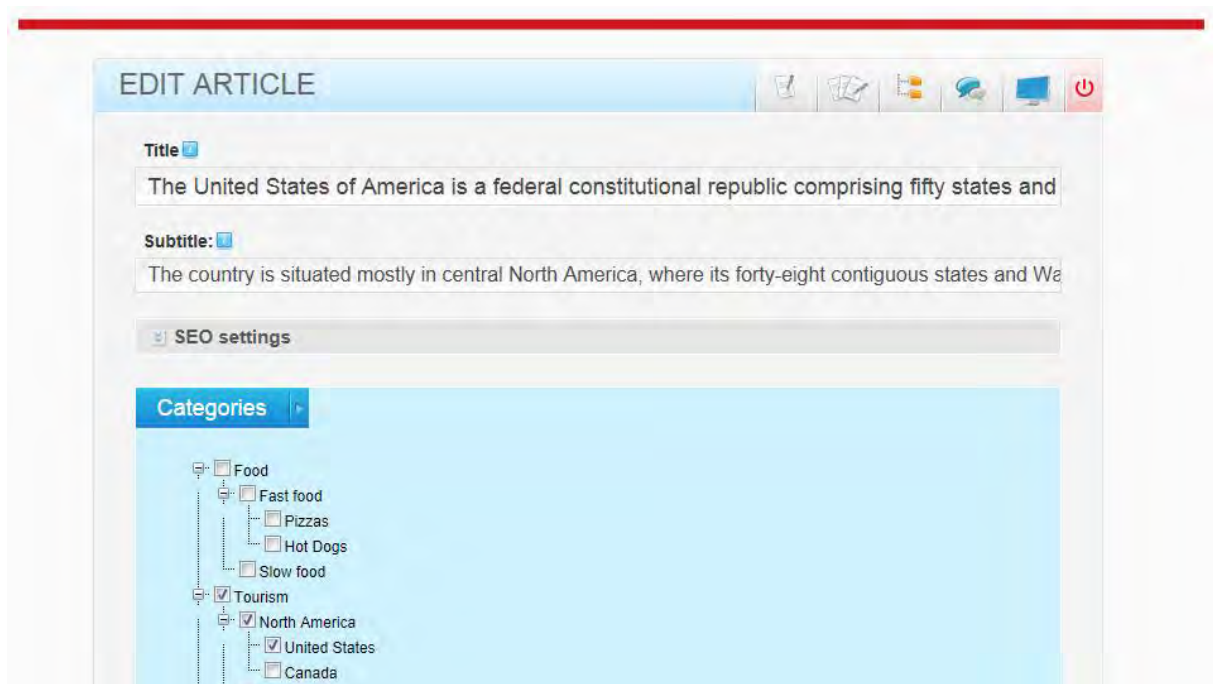 EDIT ARTICLE
Title
The United States of America is a federal constitutional republic comprising fifty states and
Subtitle:
The country is situated mostly in central North America, where its forty-eight contiguous states and Wa
SEO settings
Categories
Food
Fast food
Pizzas
Hot Dogs
Slow food
Tourism
North America
United States
Canada